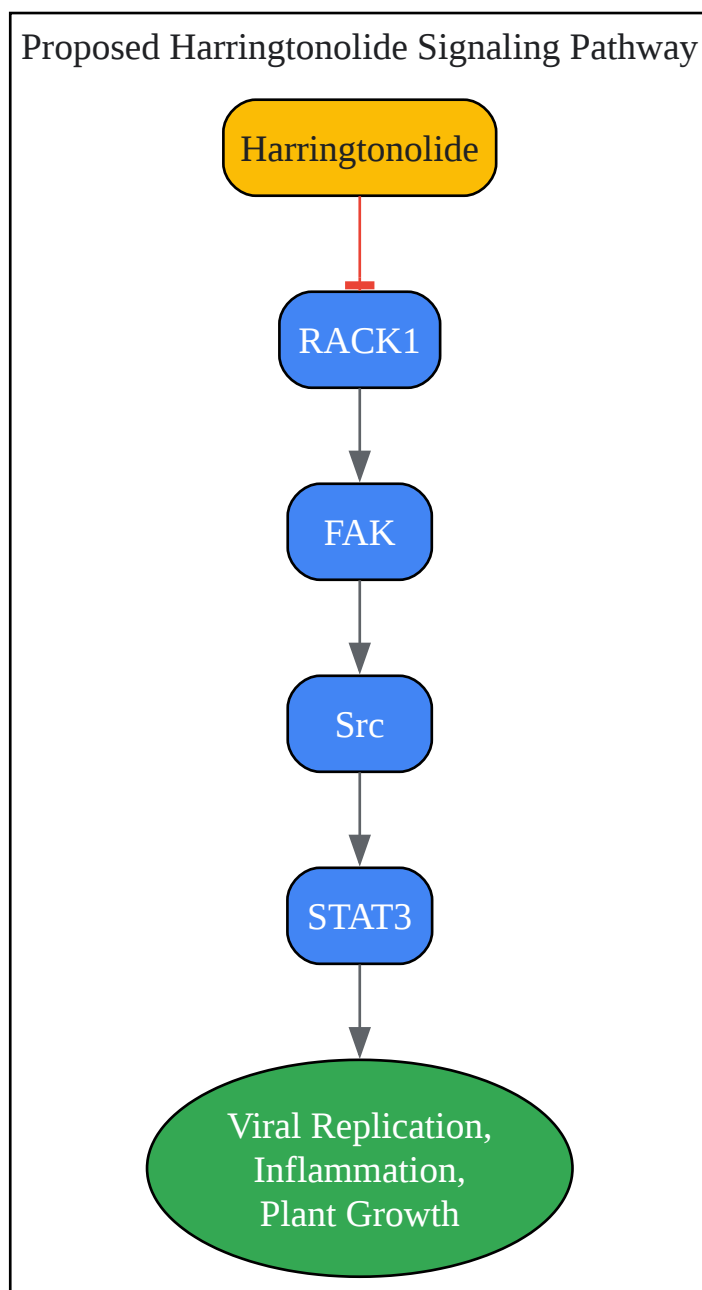 Proposed Harringtonolide Signaling Pathway
Harringtonolide
RACK1
FAK
Src
STAT3
Viral Replication,
Inflammation,
Plant Growth